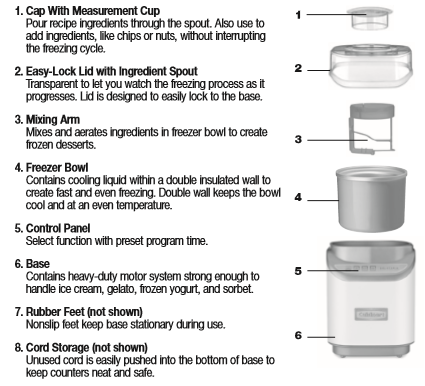 1. Cap With Measurement Cup
Pour recipe ingredients through the spout. Also use to
add ingredients, like chips or nuts, without interrupting
the freezing cycle.
2. Easy-Lock Lid with Ingredient Spout
Transparent to let you watch the freezing process as it
progresses. Lid is designed to easily lock to the base.
3. Mixing Arm
Mixes and aerates ingredients in freezer bowl to create
frozen desserts.
4. Freezer Bowl
Contains cooling liquid within a double insulated wall to
create fast and even freezing. Double wall keeps the bowl
cool and at an even temperature.
5. Control Panel
Select function with preset program time.
6. Base
Contains heavy-duty motor system strong enough to
handle ice cream, gelato, frozen yogurt, and sorbet.
7. Rubber Feet (not shown)
Nonslip feet keep base stationary during use.
8. Cord Storage (not shown)
Unused cord is easily pushed into the bottom of base to
keep counters neat and safe.
1
2
3
4
5
Cuisinart
6